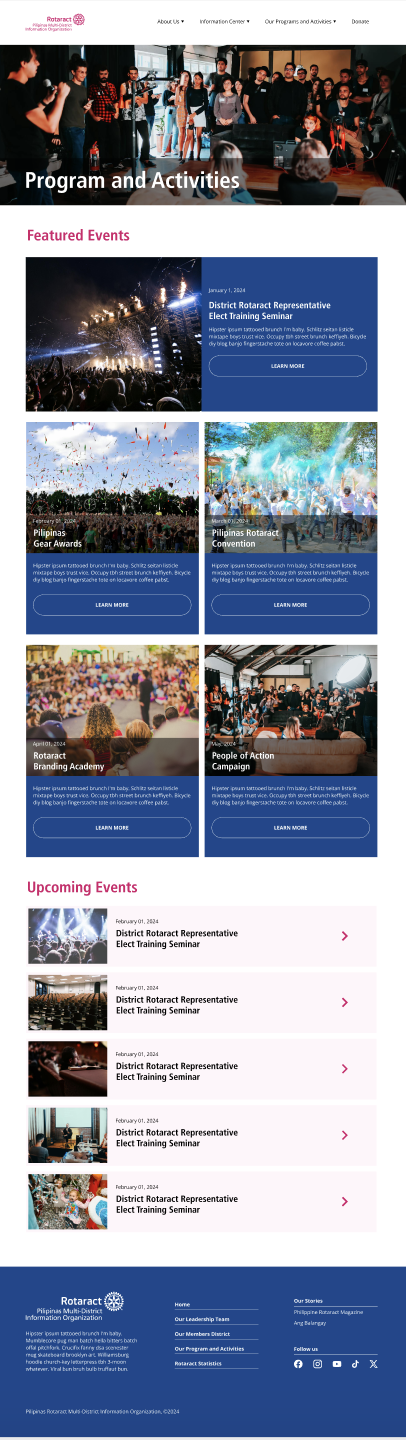 Rotaract
Pilipinas Multi-District
Information Organization
About Us ▼
Information Center ▼
Our Programs and Activities ▼
Donate
Program and Activities
Featured Events
January 1, 2024
District Rotaract Representative
Elect Training Seminar
Hipster ipsum tattooed brunch I'm baby. Schlitz seitan listicle
mixtape boys trust vice. Occupy tbh street brunch keffiyeh. Bicycle
diy blog banjo fingerstache tote on locavore coffee pabst.
LEARN MORE
February 01, 2024
Pilipinas
Gear Awards
Hipster ipsum tattooed brunch I'm baby. Schlitz seitan listicle
mixtape boys trust vice. Occupy tbh street brunch keffiyeh. Bicycle
diy blog banjo fingerstache tote on locavore coffee pabst.
LEARN MORE
March 01, 2024
Pilipinas Rotaract
Convention
Hipster ipsum tattooed brunch I'm baby. Schlitz seitan listicle
mixtape boys trust vice. Occupy tbh street brunch keffiyeh. Bicycle
diy blog banjo fingerstache tote on locavore coffee pabst.
LEARN MORE
April 01, 2024
Rotaract
Branding Academy
Hipster ipsum tattooed brunch I'm baby. Schlitz seitan listicle
mixtape boys trust vice. Occupy tbh street brunch keffiyeh. Bicycle
diy blog banjo fingerstache tote on locavore coffee pabst.
LEARN MORE
May, 2024
People of Action
Campaign
Hipster ipsum tattooed brunch I'm baby. Schlitz seitan listicle
mixtape boys trust vice. Occupy tbh street brunch keffiyeh. Bicycle
diy blog banjo fingerstache tote on locavore coffee pabst.
LEARN MORE
Upcoming Events
February 01, 2024
District Rotaract Representative
Elect Training Seminar
February 01, 2024
District Rotaract Representative
Elect Training Seminar
February 01, 2024
District Rotaract Representative
Elect Training Seminar
February 01, 2024
District Rotaract Representative
Elect Training Seminar
February 01, 2024
District Rotaract Representative
Elect Training Seminar
Rotaract
Pilipinas Multi-District
Information Organization
Hipster ipsum tattooed brunch I'm baby.
Mumblecore pug man batch hella bitters batch
offal pitchfork. Crucifix fanny dsa scenester
mag skateboard brooklyn art. Williamsburg
hoodie church-key letterpress tbh 3-moon
whatever. Viral bun bruh bulb truffaut bun.
Home
Our Leadership Team
Our Members District
Our Program and Activities
Rotaract Statistics
Our Stories
Philippine Rotaract Magazine
Ang Balangay
Follow us
Pilipinas Rotaract Multi-District Information Organization, ©2024